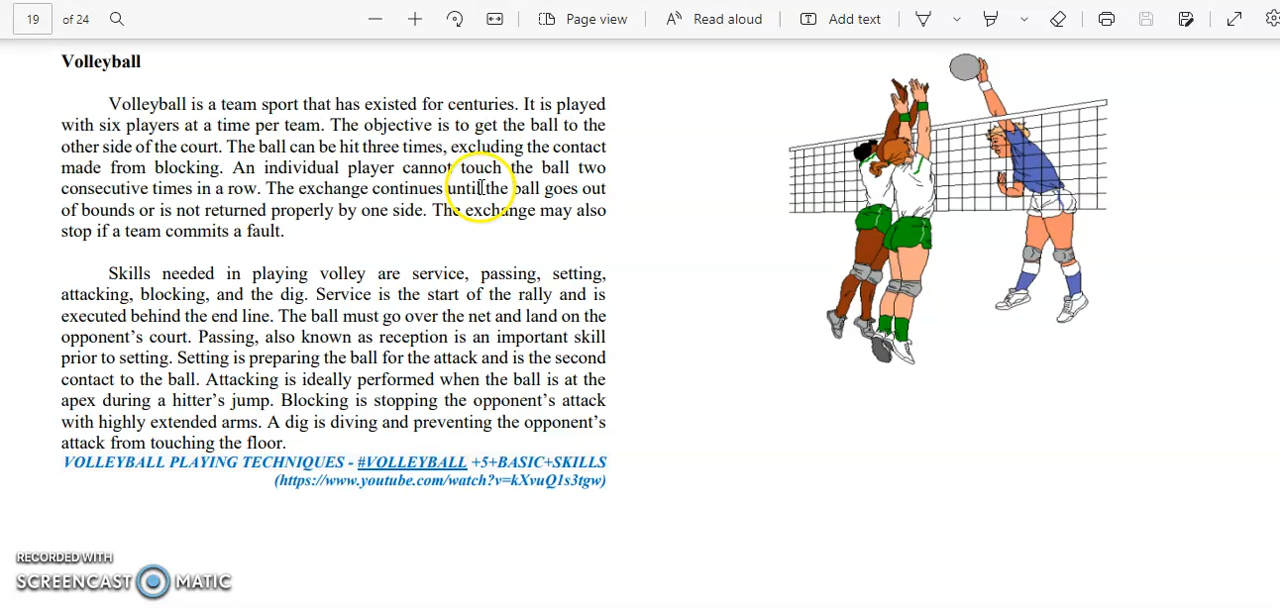 19 of 24 Page view Read aloud Add text
Volleyball
Volleyball is a team sport that has existed for centuries. It is played
with six players at a time per team. The objective is to get the ball to the
other side of the court. The ball can be hit three times, excluding the contact
made from blocking. An individual player cannot touch the ball two
consecutive times in a row. The exchange continues until the ball goes out
of bounds or is not returned properly by one side. The exchange may also
stop if a team commits a fault.
Skills needed in playing volley are service, passing, setting,
attacking, blocking, and the dig. Service is the start of the rally and is
executed behind the end line. The ball must go over the net and land on the
opponent's court. Passing, also known as reception is an important skill
prior to setting. Setting is preparing the ball for the attack and is the second
contact to the ball. Attacking is ideally performed when the ball is at the
apex during a hitter's jump. Blocking is stopping the opponent's attack
with highly extended arms. A dig is diving and preventing the opponent's
attack from touching the floor.
VOLLEYBALL PLAYING TECHNIQUES - #VOLLEYBALL +5+BASIC+SKILLS
(https://www.youtube.com/watch?v=kXvuQ1s3tgw)
RECORDED WITH
SCREENCAST MATIC